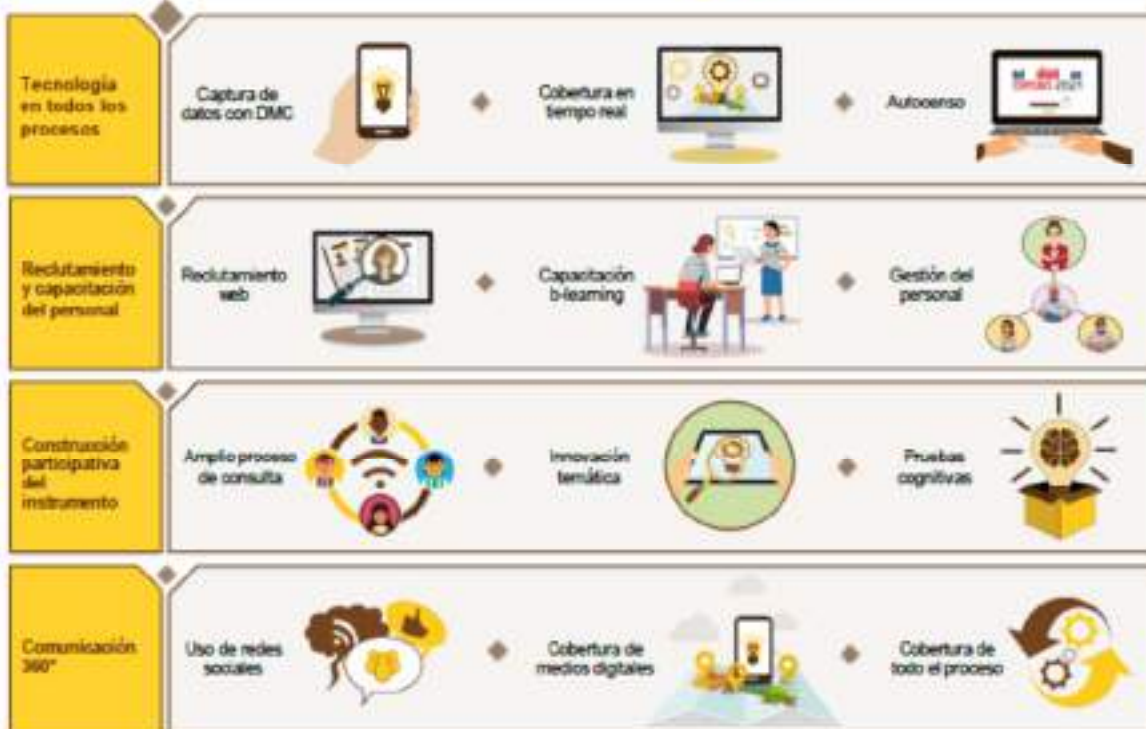 Tecnología
en todos los
procesos
Captura de
datos con DMC
Cobertura en
tiempo real
Autocenso
2021
Reclutamiento
y capacitación
del personal
Reclutamiento
web
Capacitación
b-learning
Gestión del
personal
Construcción
participativa
del
instrumento
Amplio proceso
de consulta
Innovación
temática
Pruebas
cognitivas
Comunicación
360°
Uso de redes
sociales
Cobertura de
medios digitales
Cobertura de
todo el proceso